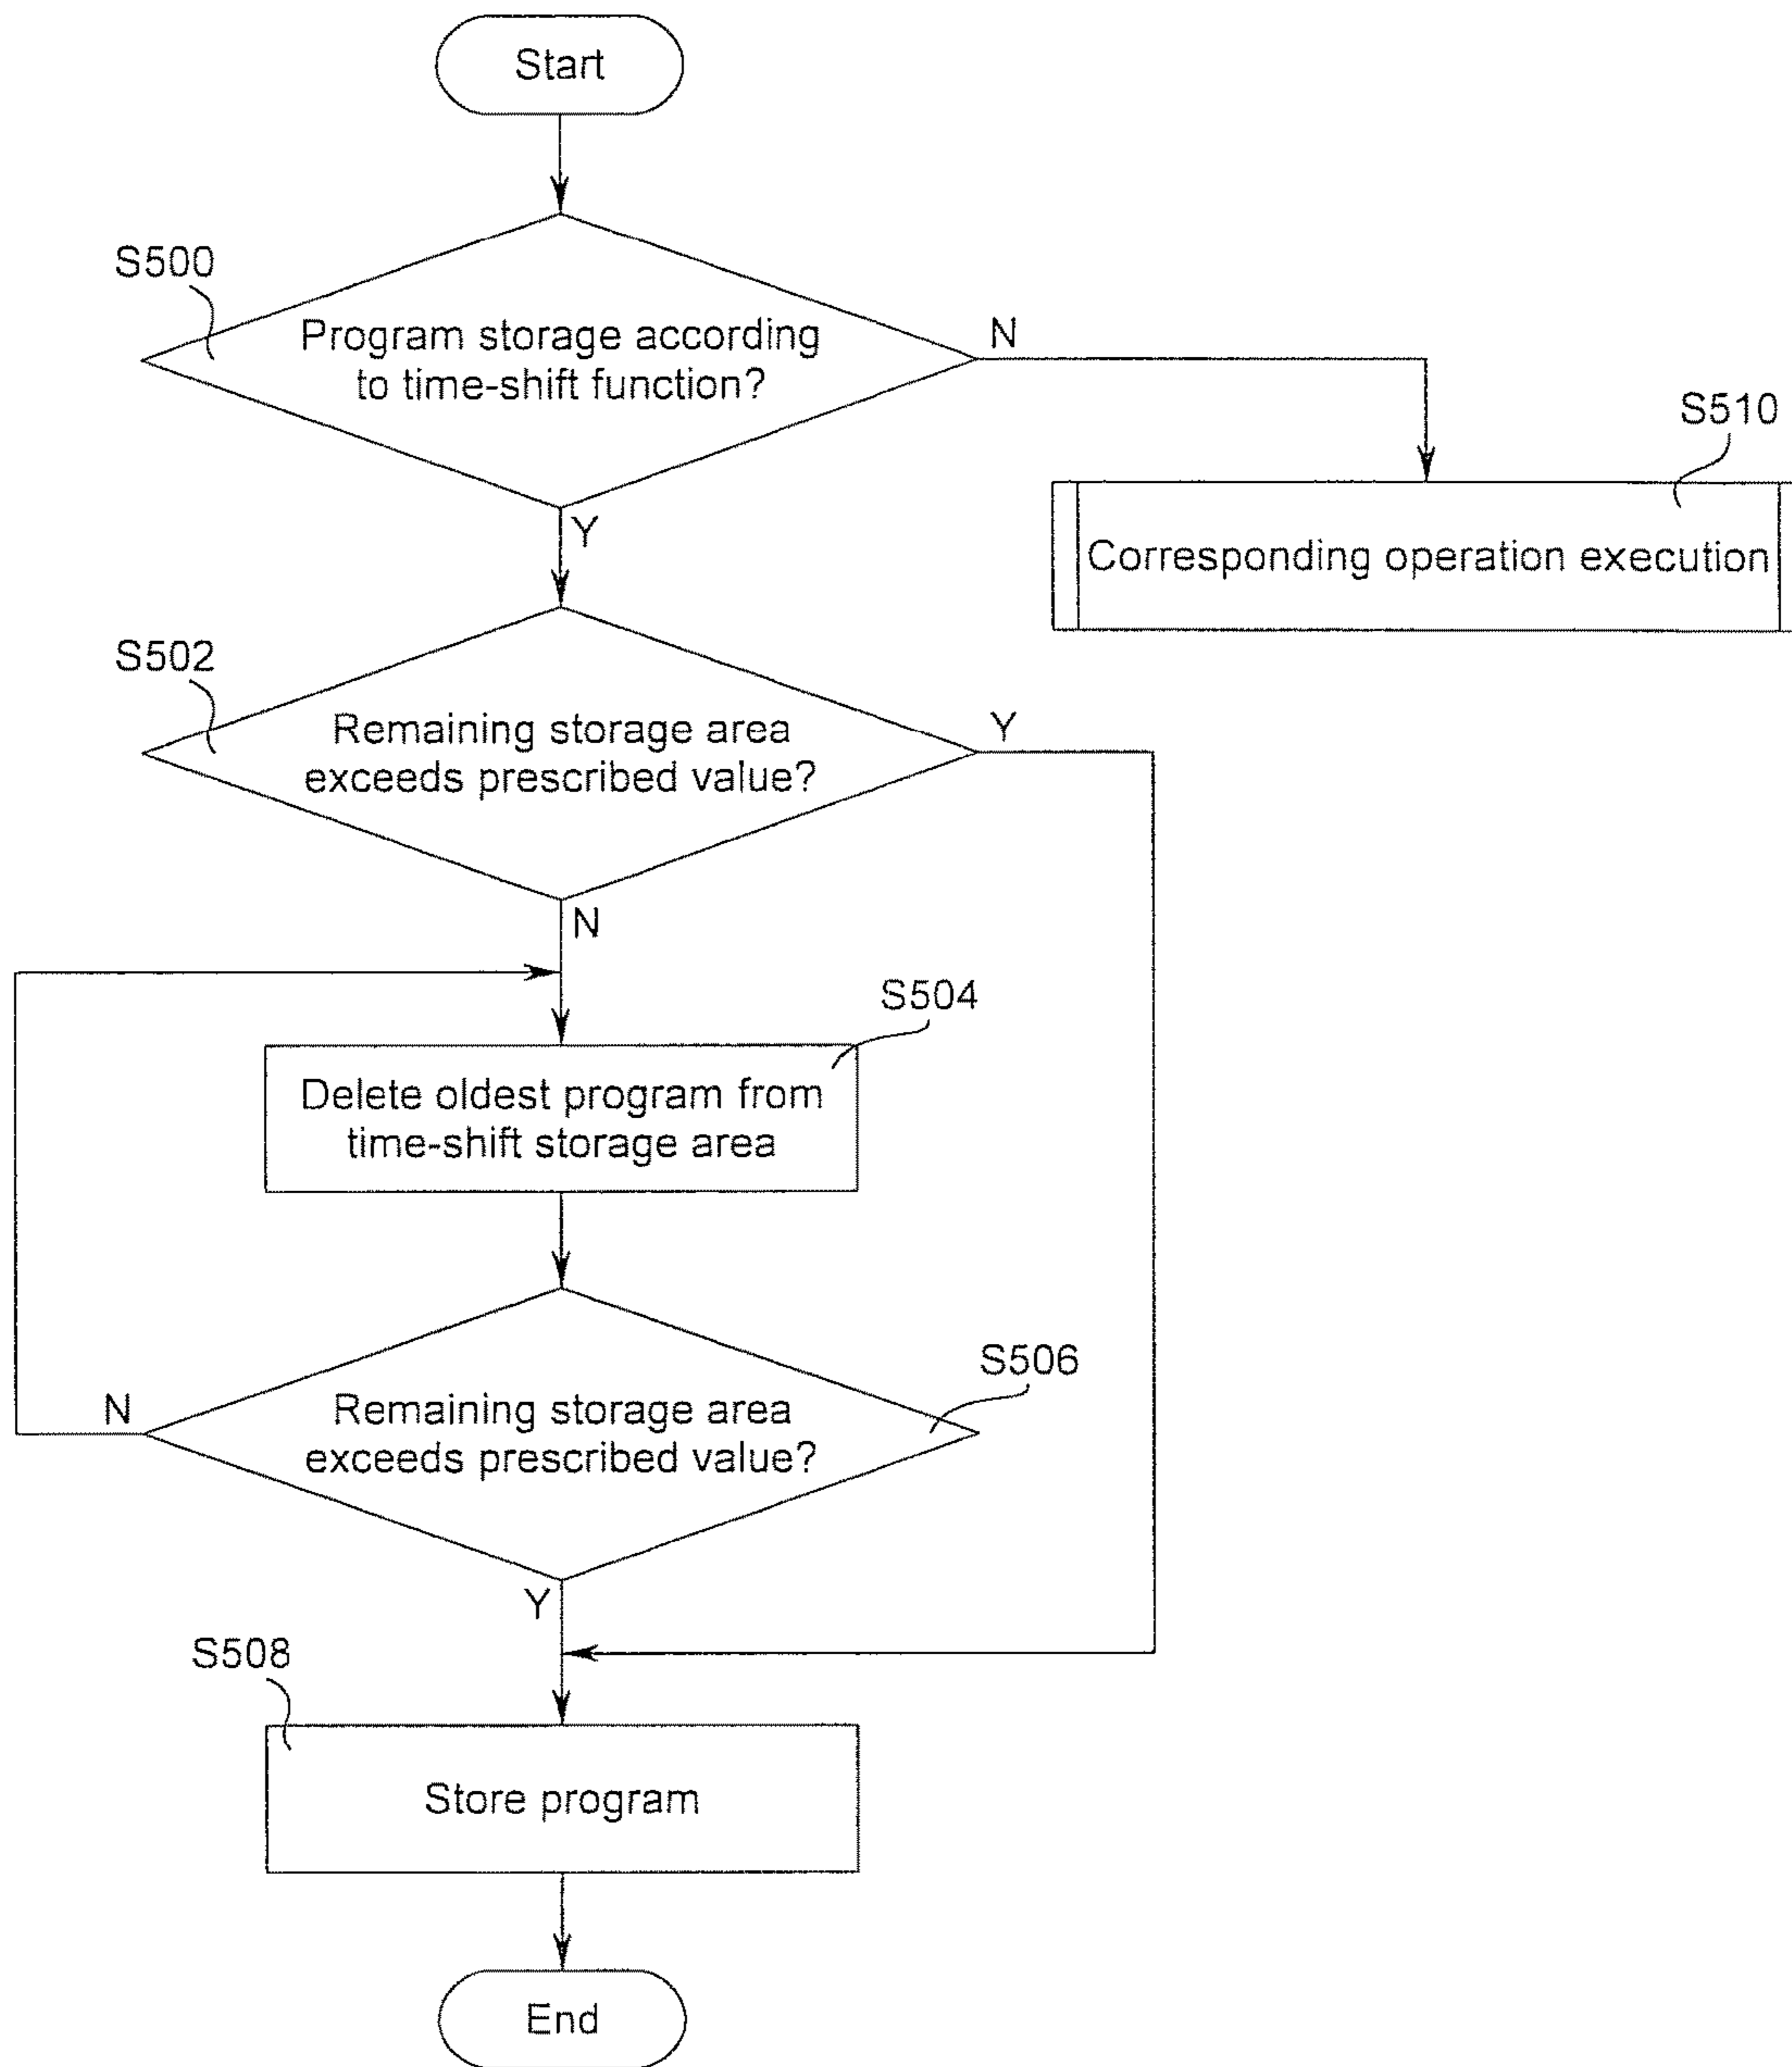 Start
S500
Program storage according
to time-shift function?
N
S510
Y
Corresponding operation execution
S502
Remaining storage area
exceeds prescribed value?
Y
N
S504
Delete oldest program from
time-shift storage area
S506
Remaining storage area
exceeds prescribed value?
N
Y
S508
Store program
End